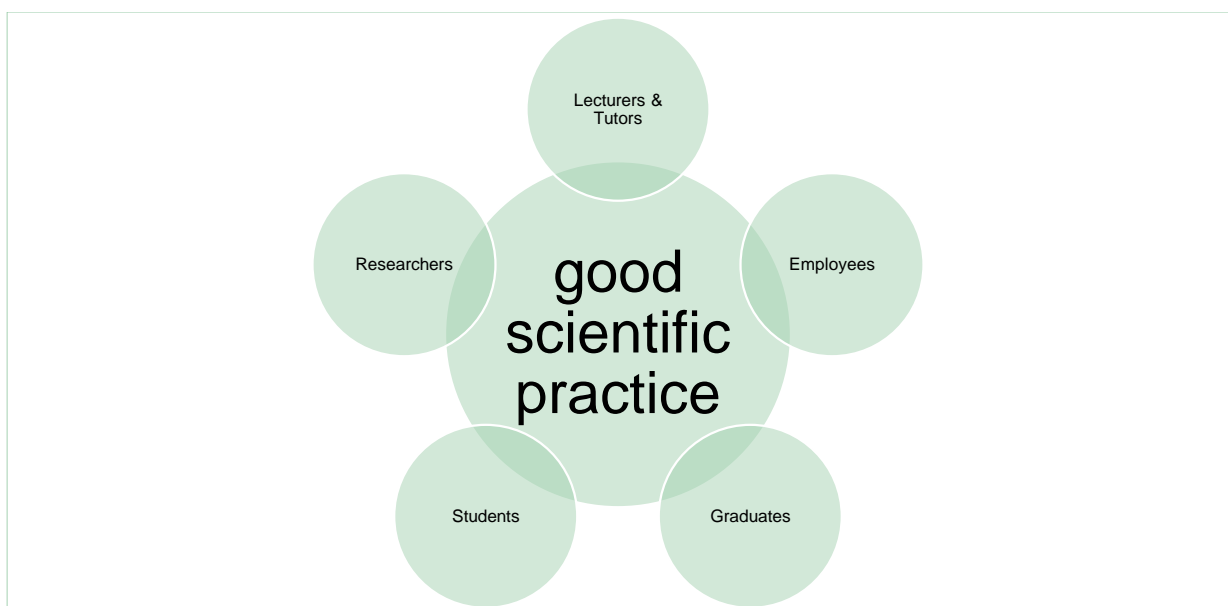 Lecturers &
Tutors
Researchers
Employees
good
scientific
practice
Students
Graduates